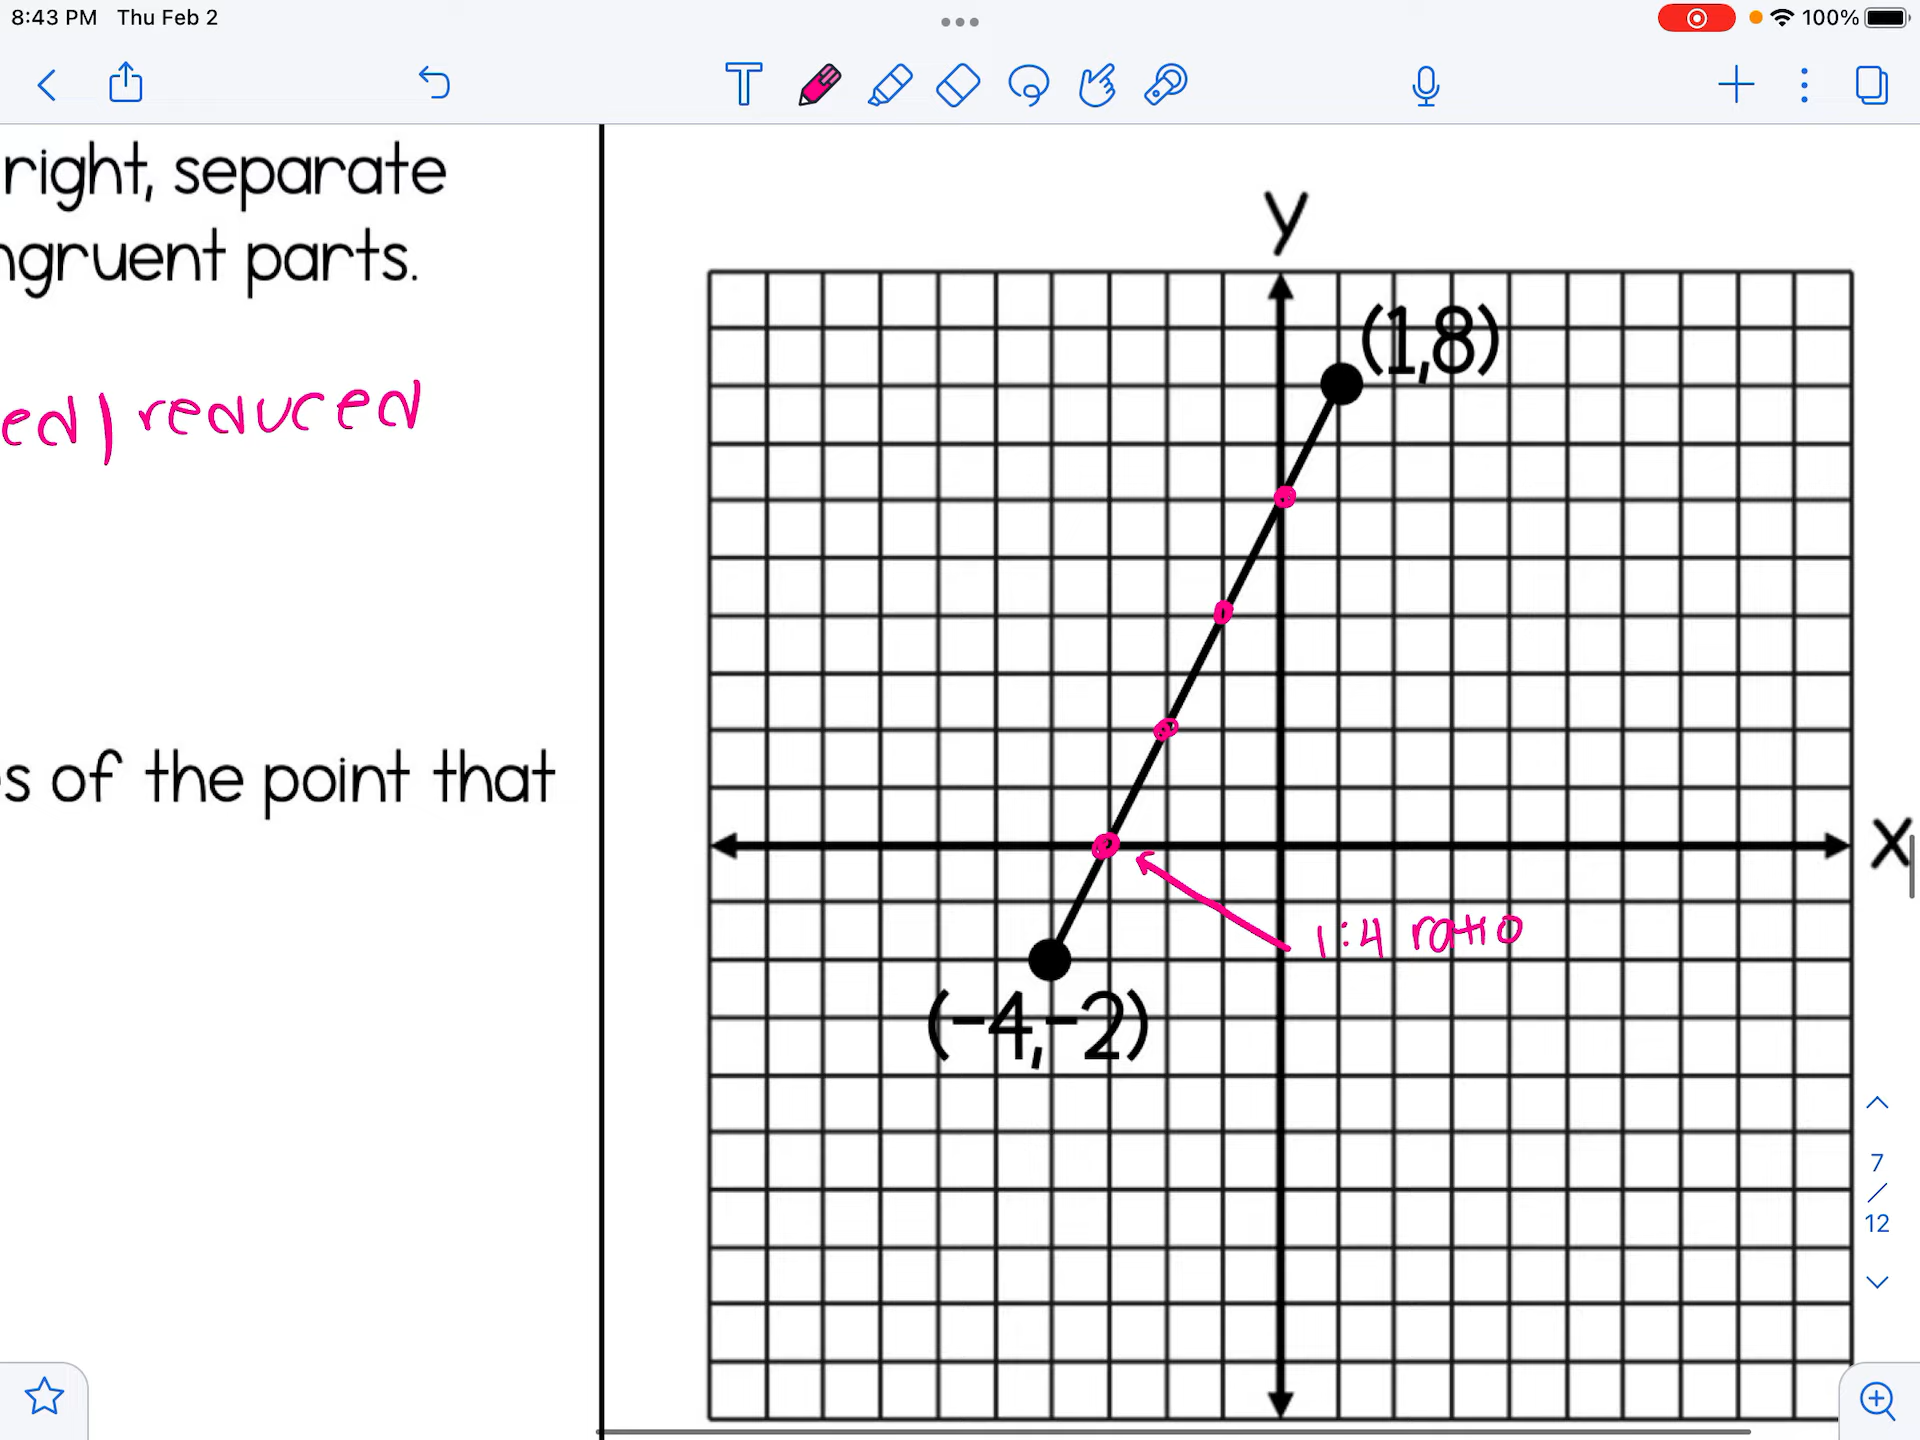 8:43 PM Thu Feb 2
100%
T
right, separate
ngruent parts.
ed/reduced
s of the point that
y
(1,8)
x
1:4 ratio
(-4,-2)
7
/
12